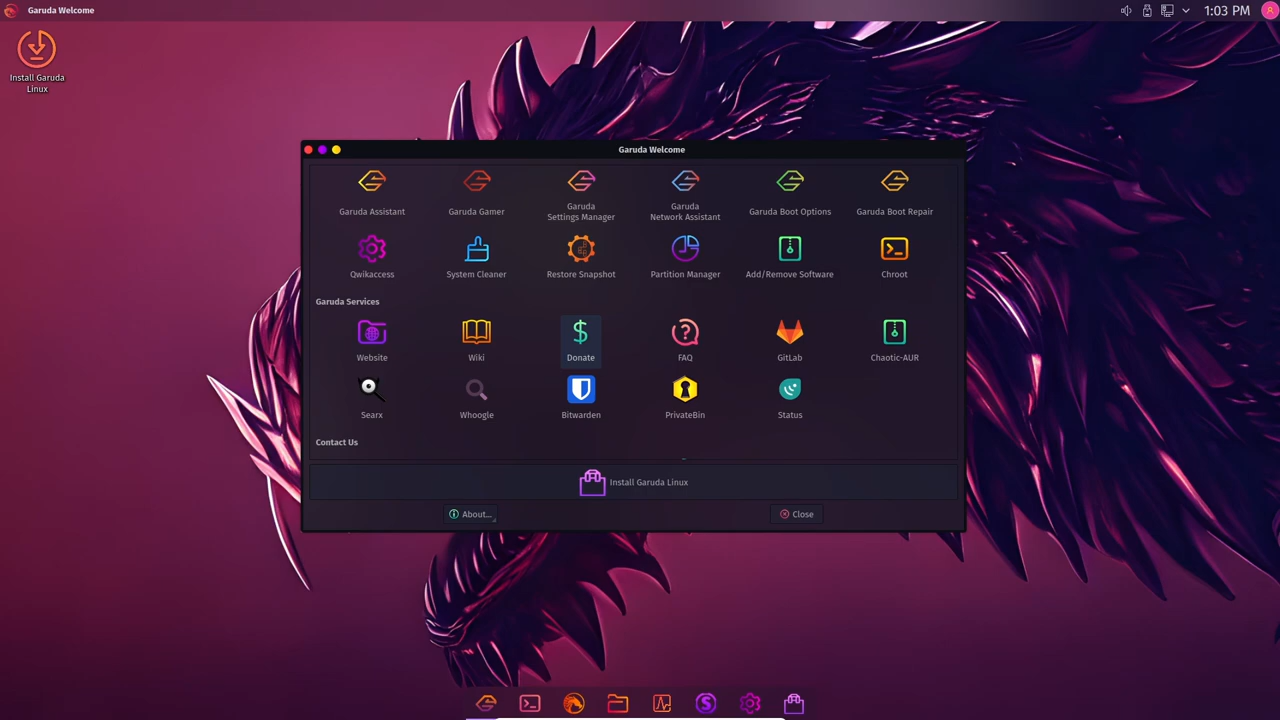 Garuda Welcome
1:03 PM
Install Garuda
Linux
Garuda Welcome
Garuda Assistant
Garuda Gamer
Garuda
Settings Manager
Garuda
Network Assistant
Garuda Boot Options
Garuda Boot Repair
Qwikaccess
System Cleaner
Restore Snapshot
Partition Manager
Add/Remove Software
Chroot
Garuda Services
Website
Wiki
Donate
FAQ
GitLab
Chaotic-AUR
Searx
Whoogle
Bitwarden
PrivateBin
Status
Contact Us
Install Garuda Linux
About...
Close